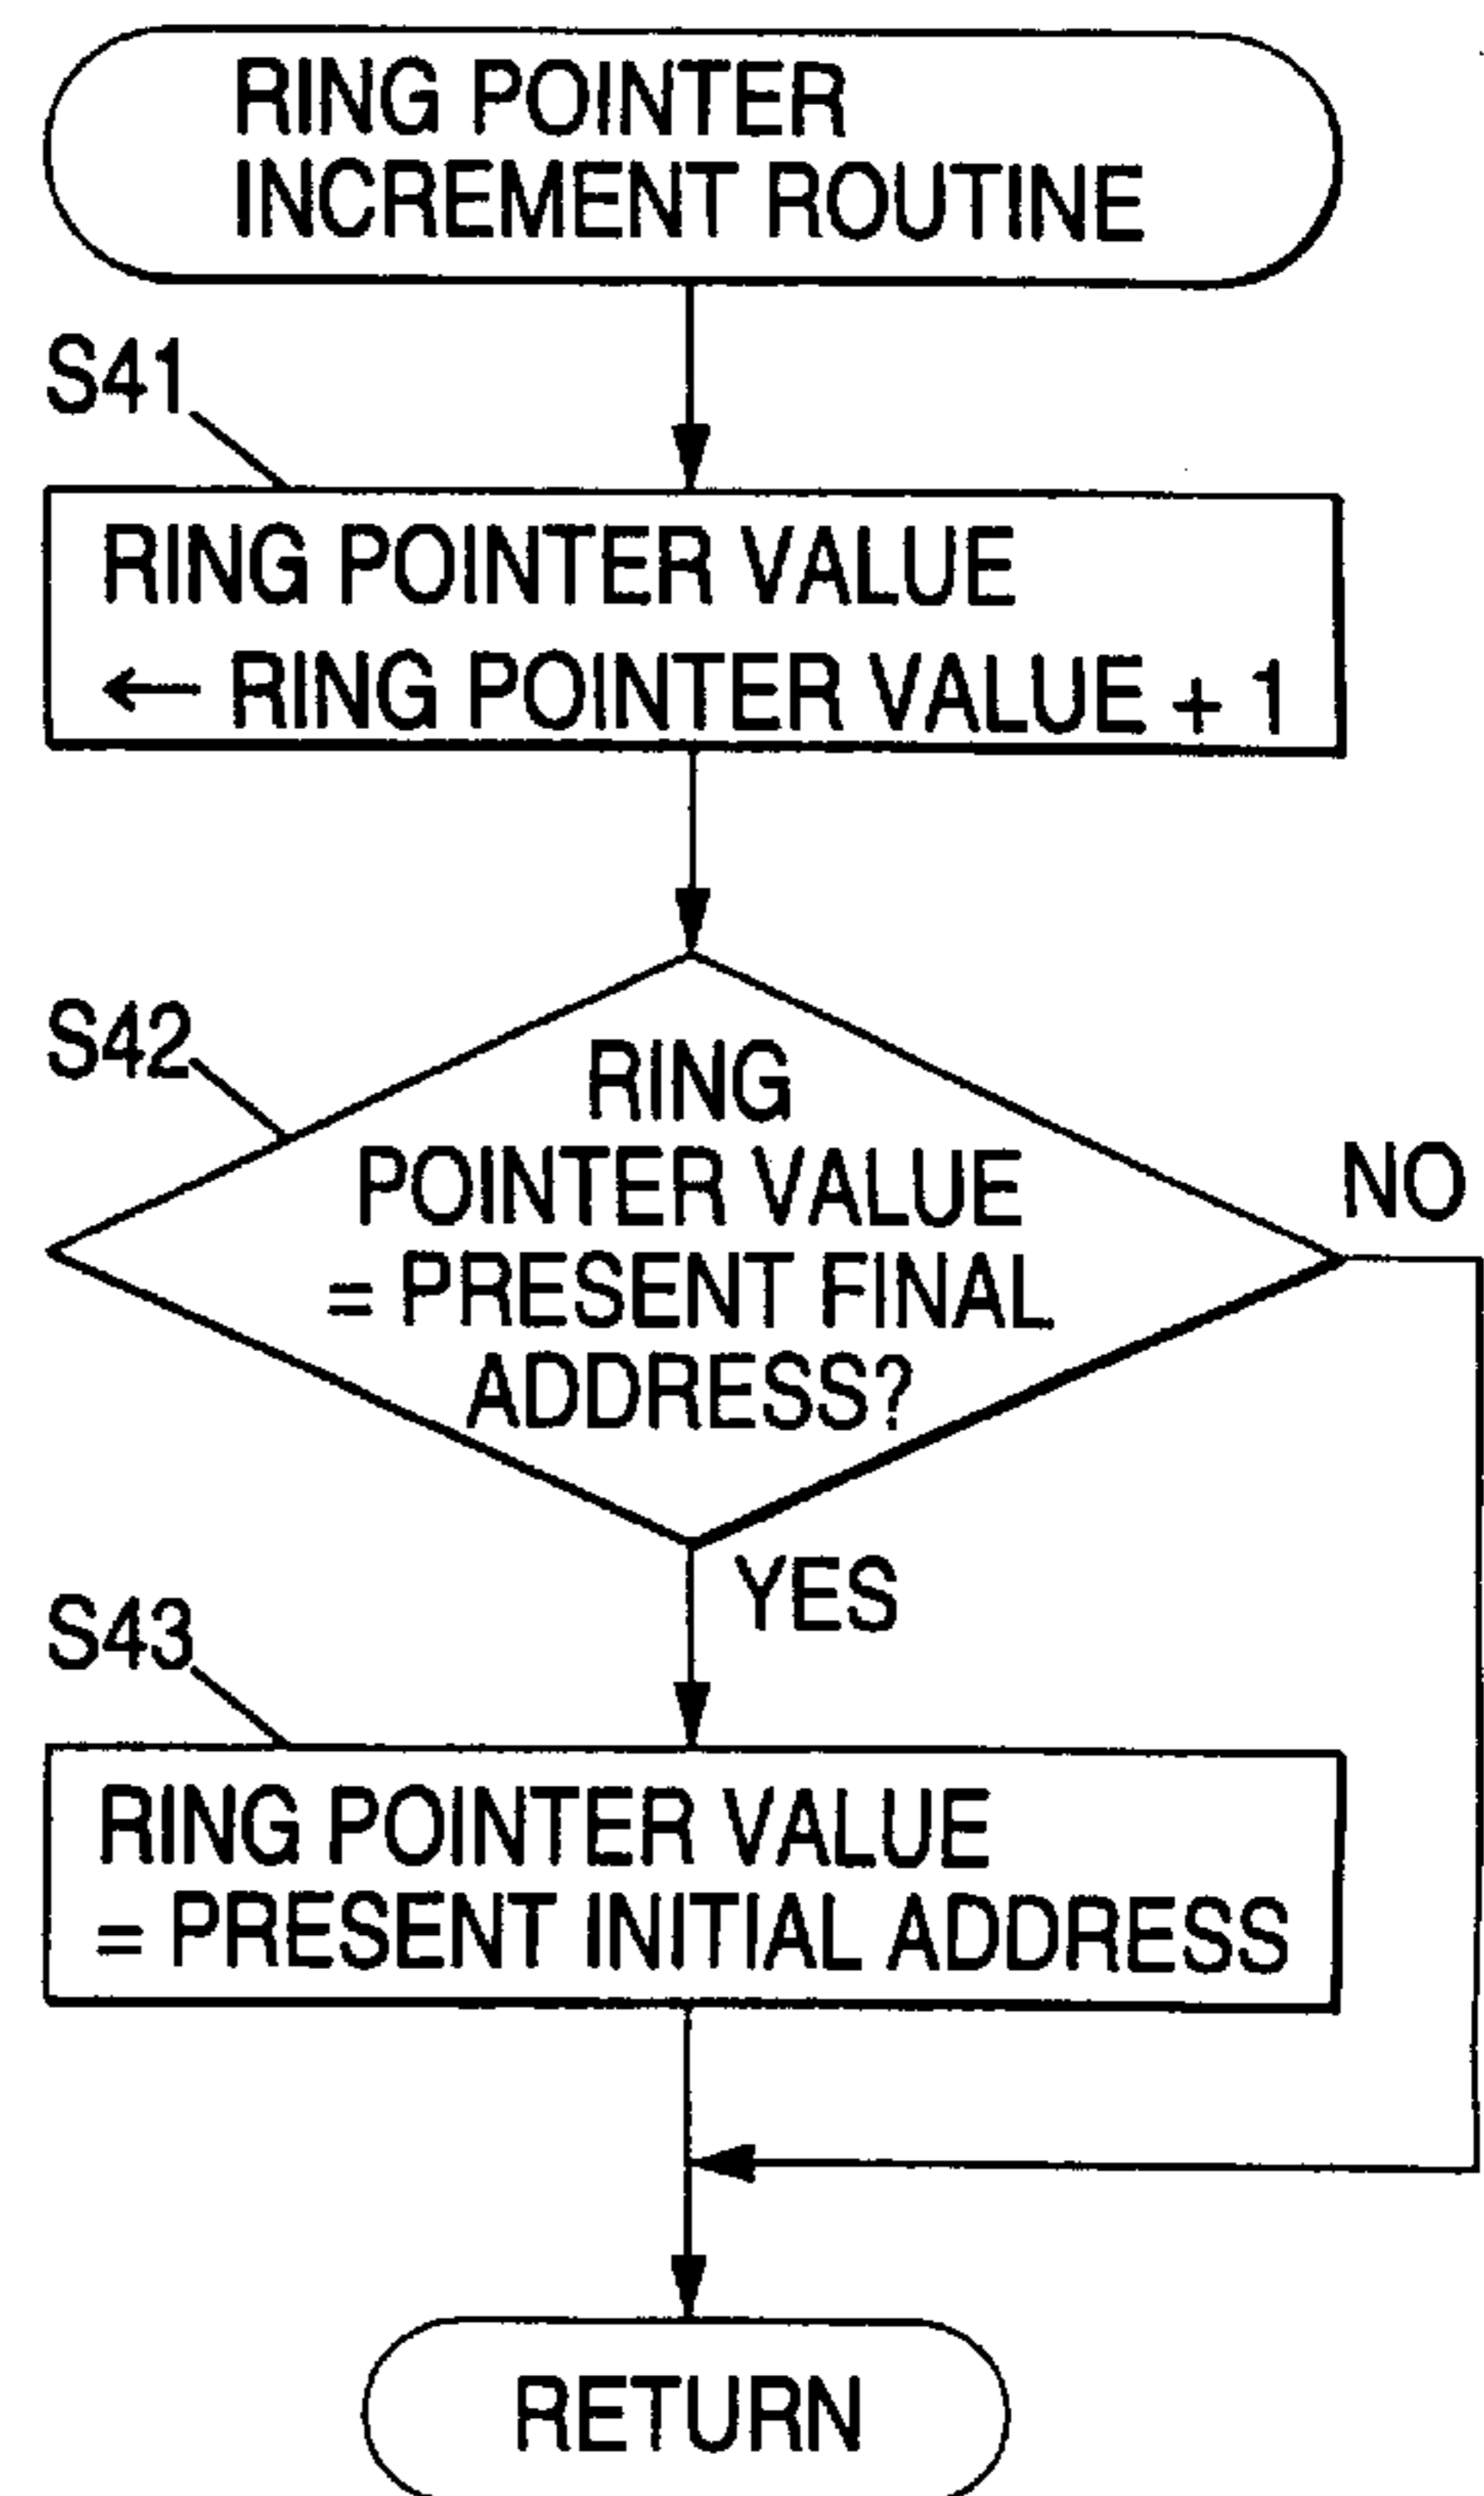 RING POINTER
INCREMENT ROUTINE
S41
RING POINTER VALUE
← RING POINTER VALUE + 1
S42
RING
POINTER VALUE
= PRESENT FINAL
ADDRESS?
NO
YES
S43
RING POINTER VALUE
= PRESENT INITIAL ADDRESS
RETURN